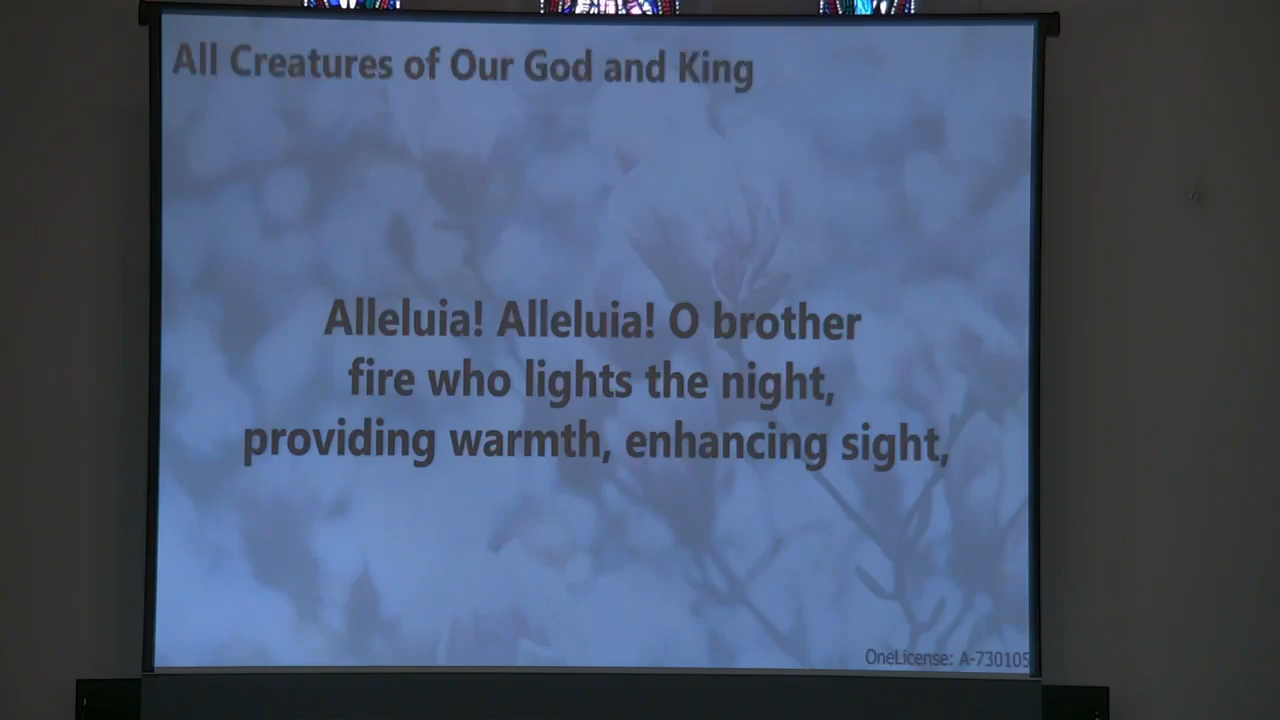 All Creatures of Our God and King
Alleluia! Alleluia! O brother
fire who lights the night,
providing warmth, enhancing sight,
OneLicense: A-730105